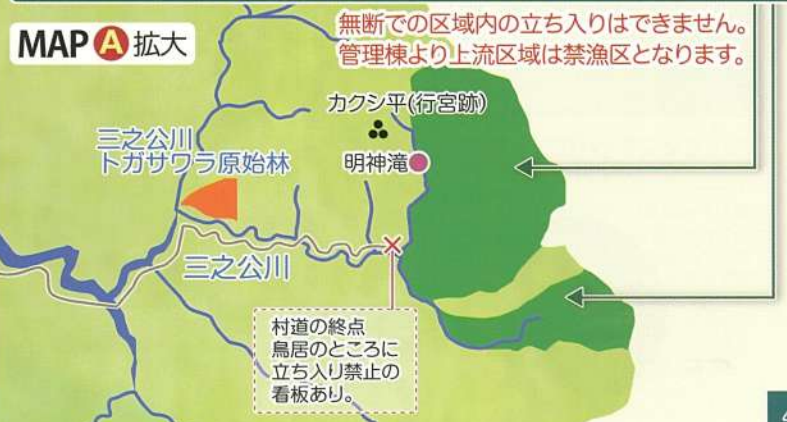 無断での区域内の立ち入りはできません。
管理棟より上流区域は禁漁区となります。
MAP A 拡大
カクシ平(行宮跡)
三之公川
トガサワラ原始林
明神滝
三之公川
村道の終点
鳥居のところに
立ち入り禁止の
看板あり。